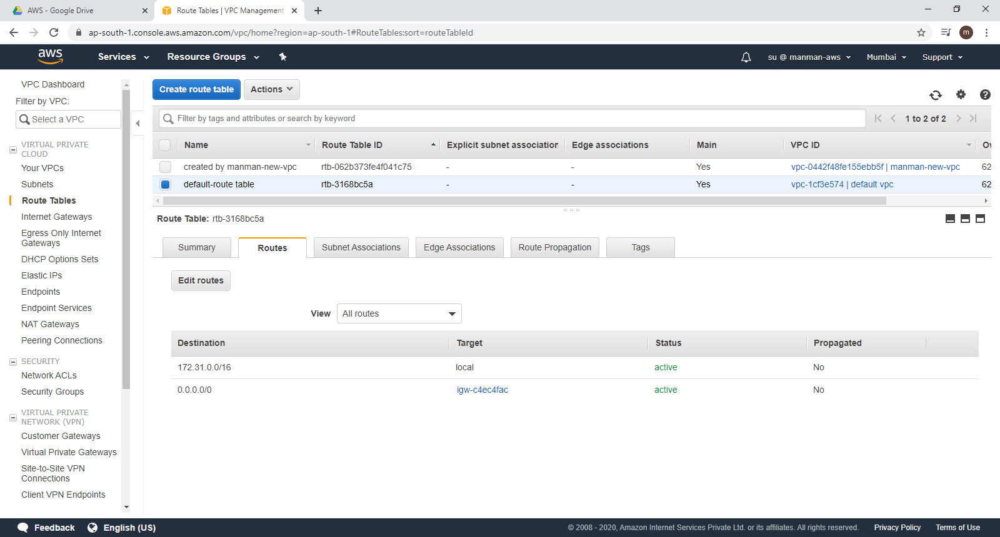 AWS - Google Drive
Route Tables | VPC Management
ap-south-1.console.aws.amazon.com/vpc/home?region=ap-south-1#RouteTables:sort=routeTableId
m
aws
Services
Resource Groups
su @ manman-aws
Mumbai
Support
VPC Dashboard
Filter by VPC:
Select a VPC
VIRTUAL PRIVATE
CLOUD
Your VPCs
Subnets
Route Tables
Internet Gateways
Egress Only Internet
Gateways
DHCP Options Sets
Elastic IPs
Endpoints
Endpoint Services
NAT Gateways
Peering Connections
SECURITY
Network ACLs
Security Groups
VIRTUAL PRIVATE
NETWORK (VPN)
Customer Gateways
Virtual Private Gateways
Site-to-Site VPN
Connections
Client VPN Endpoints
Create route table
Actions
Filter by tags and attributes or search by keyword
1 to 2 of 2
Name Route Table ID Explicit subnet association Edge associations Main VPC ID Ov
created by manman-new-vpc rtb-062b373fe4f041c75 - - Yes vpc-0442f48fe155ebb5f | manman-new-vpc 62
default-route table rtb-3168bc5a - - Yes vpc-1cf3e574 | default vpc 62
Route Table: rtb-3168bc5a
Summary
Routes
Subnet Associations
Edge Associations
Route Propagation
Tags
Edit routes
View All routes
Destination Target Status Propagated
172.31.0.0/16 local active No
0.0.0.0/0 igw-c4ec4fac active No
Feedback
English (US)
© 2008 - 2020, Amazon Internet Services Private Ltd. or its affiliates. All rights reserved.
Privacy Policy
Terms of Use